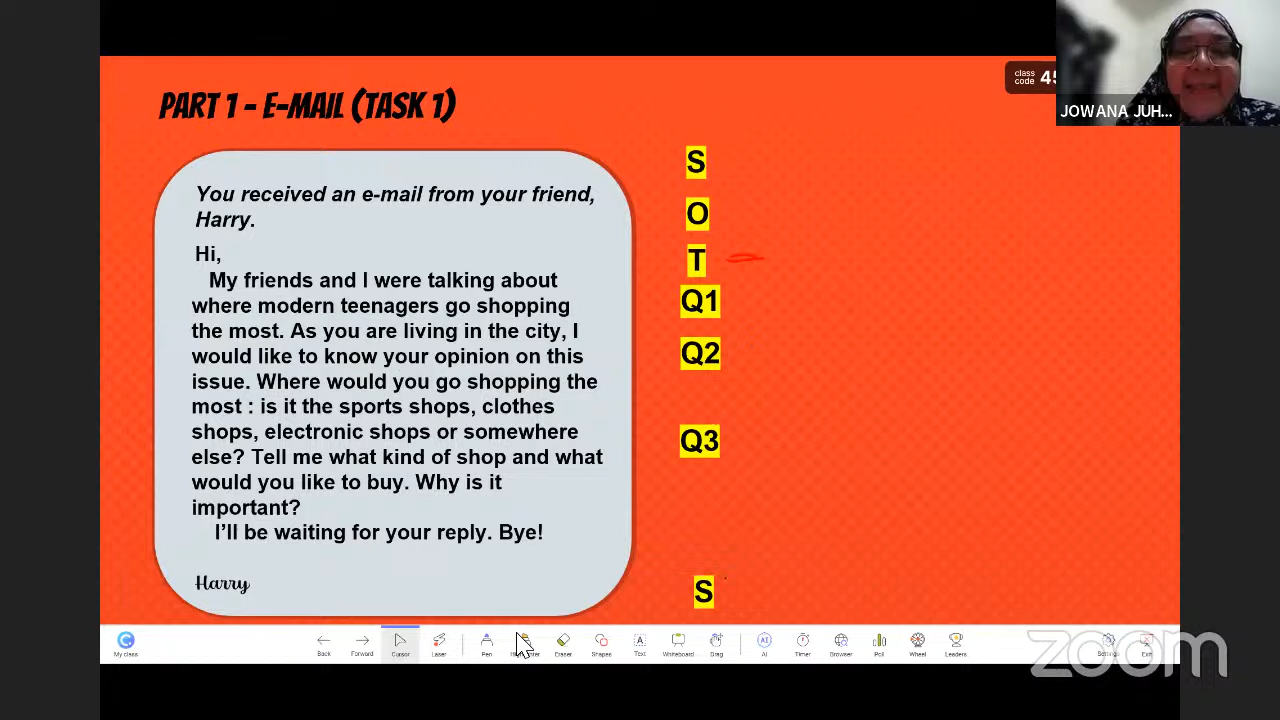 PART 1 - E-MAIL (TASK 1)
class
code 45
JOWANA JUH...
You received an e-mail from your friend,
Harry.
Hi,
My friends and I were talking about
where modern teenagers go shopping
the most. As you are living in the city, I
would like to know your opinion on this
issue. Where would you go shopping the
most : is it the sports shops, clothes
shops, electronic shops or somewhere
else? Tell me what kind of shop and what
would you like to buy. Why is it
important?
I'll be waiting for your reply. Bye!
Harry
S
O
T
Q1
Q2
Q3
S
My class
Back
Forward
Cursor
Laser
Pen
Eraser
Shapes
Text
Whiteboard
Drag
AI
Timer
Browser
Poll
Wheel
Leaders
Settings
Exit
zoom